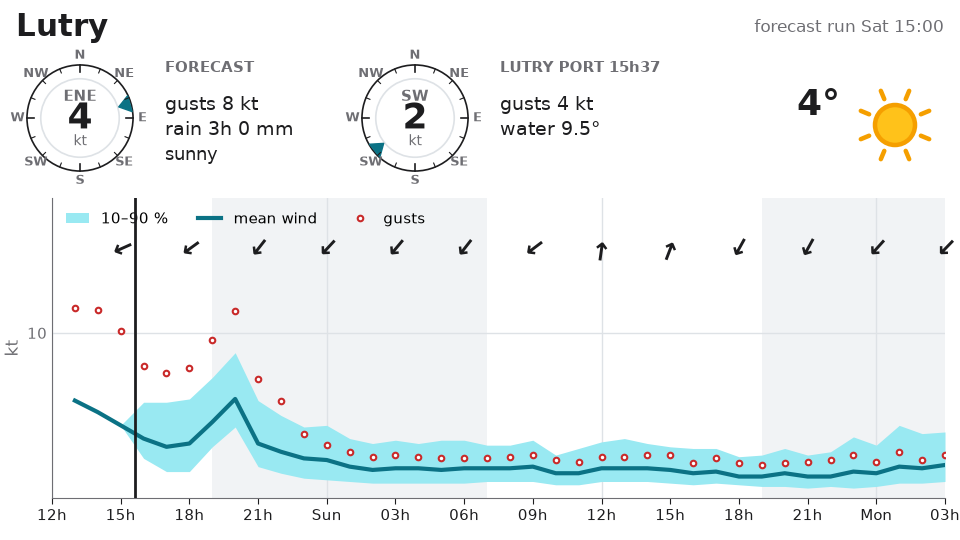 Lutry
forecast run Sat 15:00
N
NW NE
W E
SW SE
S
ENE
4
kt
FORECAST
gusts 8 kt
rain 3h 0 mm
sunny
N
NW NE
W E
SW SE
S
SW
2
kt
LUTRY PORT 15h37
gusts 4 kt
water 9.5°
4°
10–90 % mean wind gusts
10
kt
12h 15h 18h 21h Sun 03h 06h 09h 12h 15h 18h 21h Mon 03h